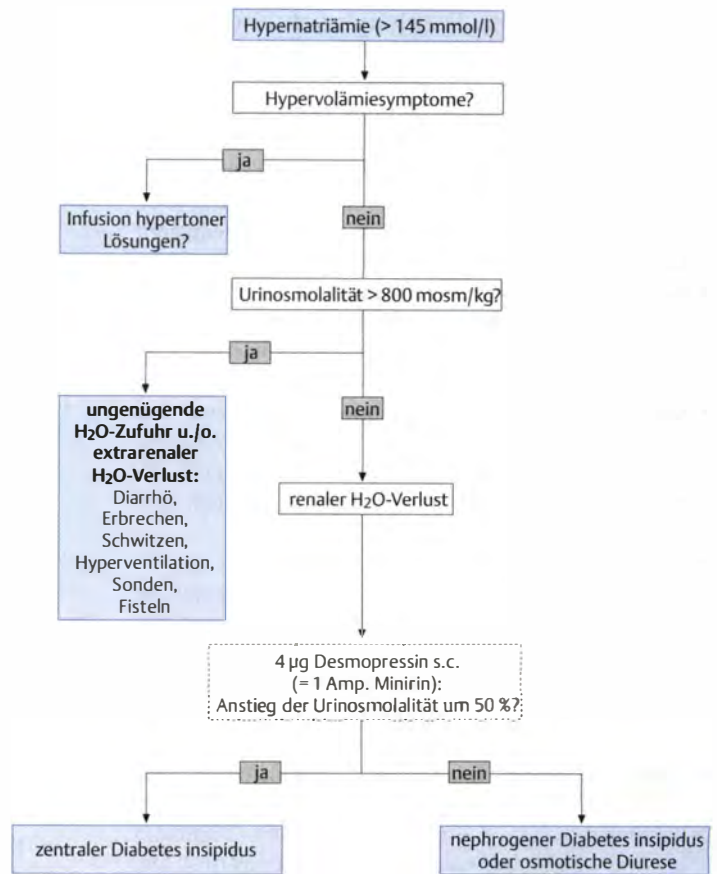 Hypernatriämie (> 145 mmol/l)
Hypervolämiesymptome?
ja
Infusion hypertoner
Lösungen?
nein
Urinosmolalität > 800 mosm/kg?
ja
ungenügende
H2O-Zufuhr u./o.
extrarenaler
H2O-Verlust:
Diarrhö,
Erbrechen,
Schwitzen,
Hyperventilation,
Sonden,
Fisteln
nein
renaler H2O-Verlust
4 µg Desmopressin s.c.
(= 1 Amp. Minirin):
Anstieg der Urinosmolalität um 50 %?
ja
nein
zentraler Diabetes insipidus
nephrogener Diabetes insipidus
oder osmotische Diurese